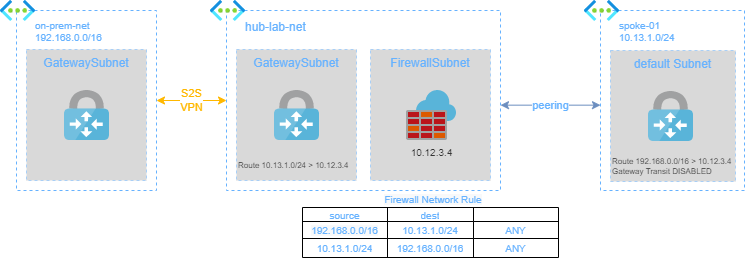 on-prem-net
192.168.0.0/16
GatewaySubnet
S2S
VPN
hub-lab-net
GatewaySubnet
Route 10.13.1.0/24 > 10.12.3.4
FirewallSubnet
10.12.3.4
peering
spoke-01
10.13.1.0/24
default Subnet
Route 192.168.0.0/16 > 10.12.3.4
Gateway Transit DISABLED
Firewall Network Rule
source dest
192.168.0.0/16 10.13.1.0/24 ANY
10.13.1.0/24 192.168.0.0/16 ANY